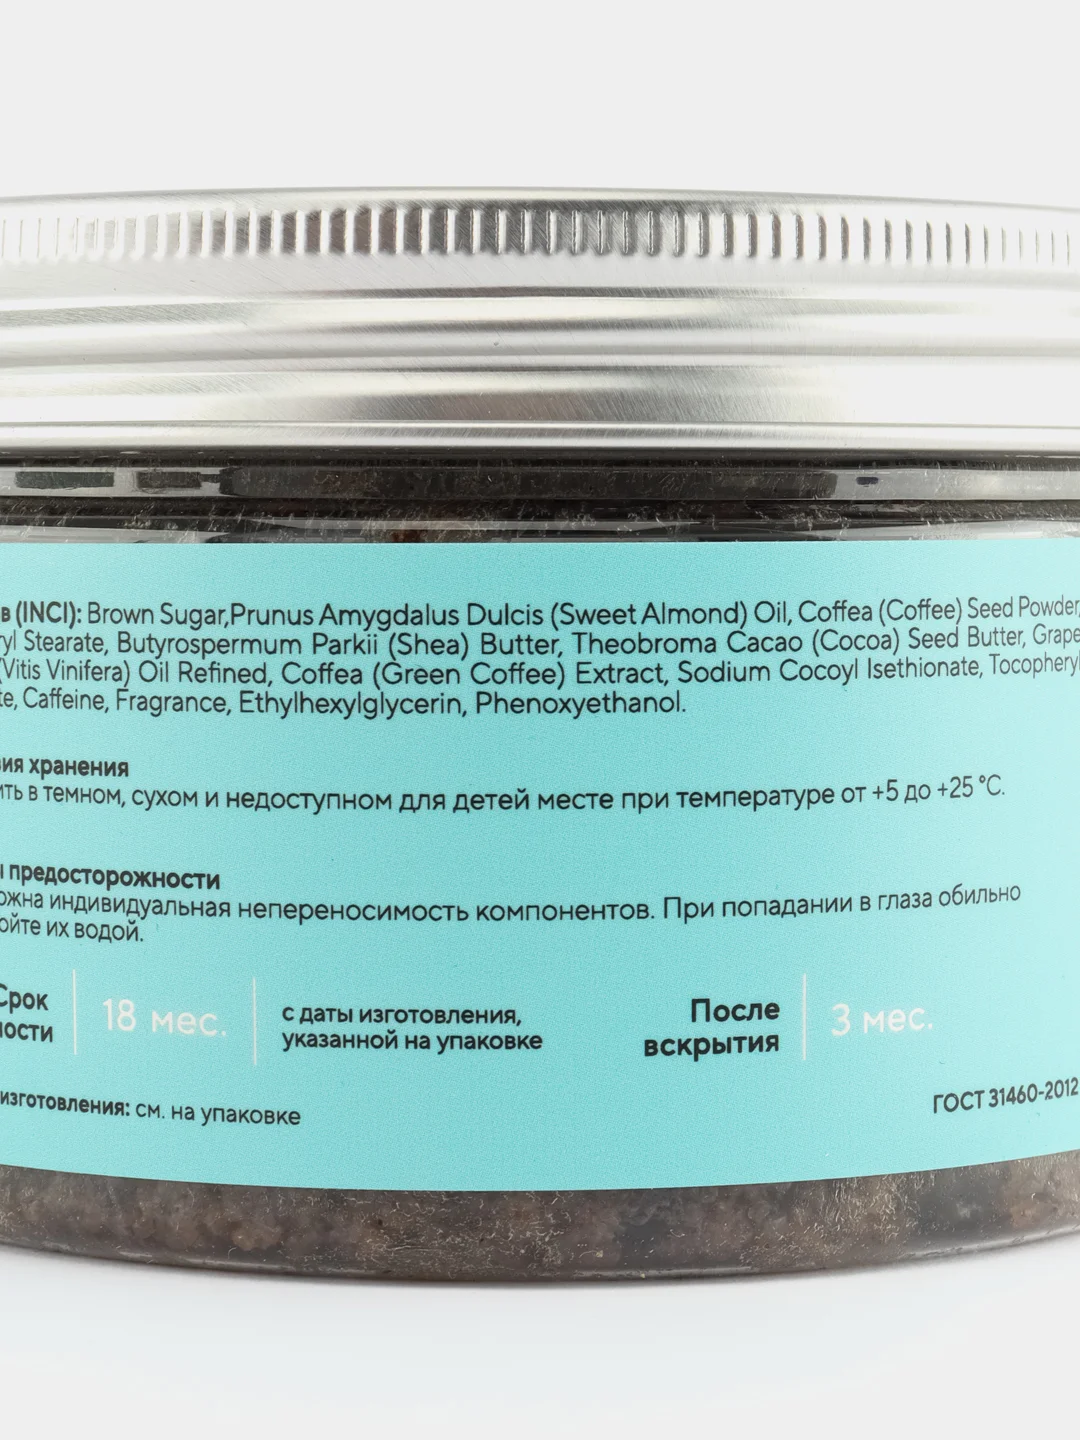 в (INCI): Brown Sugar,Prunus Amygdalus Dulcis (Sweet Almond) Oil, Coffea (Coffee) Seed Powder,
ryl Stearate, Butyrospermum Parkii (Shea) Butter, Theobroma Cacao (Cocoa) Seed Butter, Grape
(Vitis Vinifera) Oil Refined, Coffea (Green Coffee) Extract, Sodium Cocoyl Isethionate, Tocopheryl
te, Caffeine, Fragrance, Ethylhexylglycerin, Phenoxyethanol.
вия хранения
ить в темном, сухом и недоступном для детей месте при температуре от +5 до +25 °C.
ы предосторожности
ожна индивидуальная непереносимость компонентов. При попадании в глаза обильно
ойте их водой.
Срок
ности
18 мес.
с даты изготовления,
указанной на упаковке
После
вскрытия
3 мес.
изготовления: см. на упаковке
ГОСТ 31460-2012